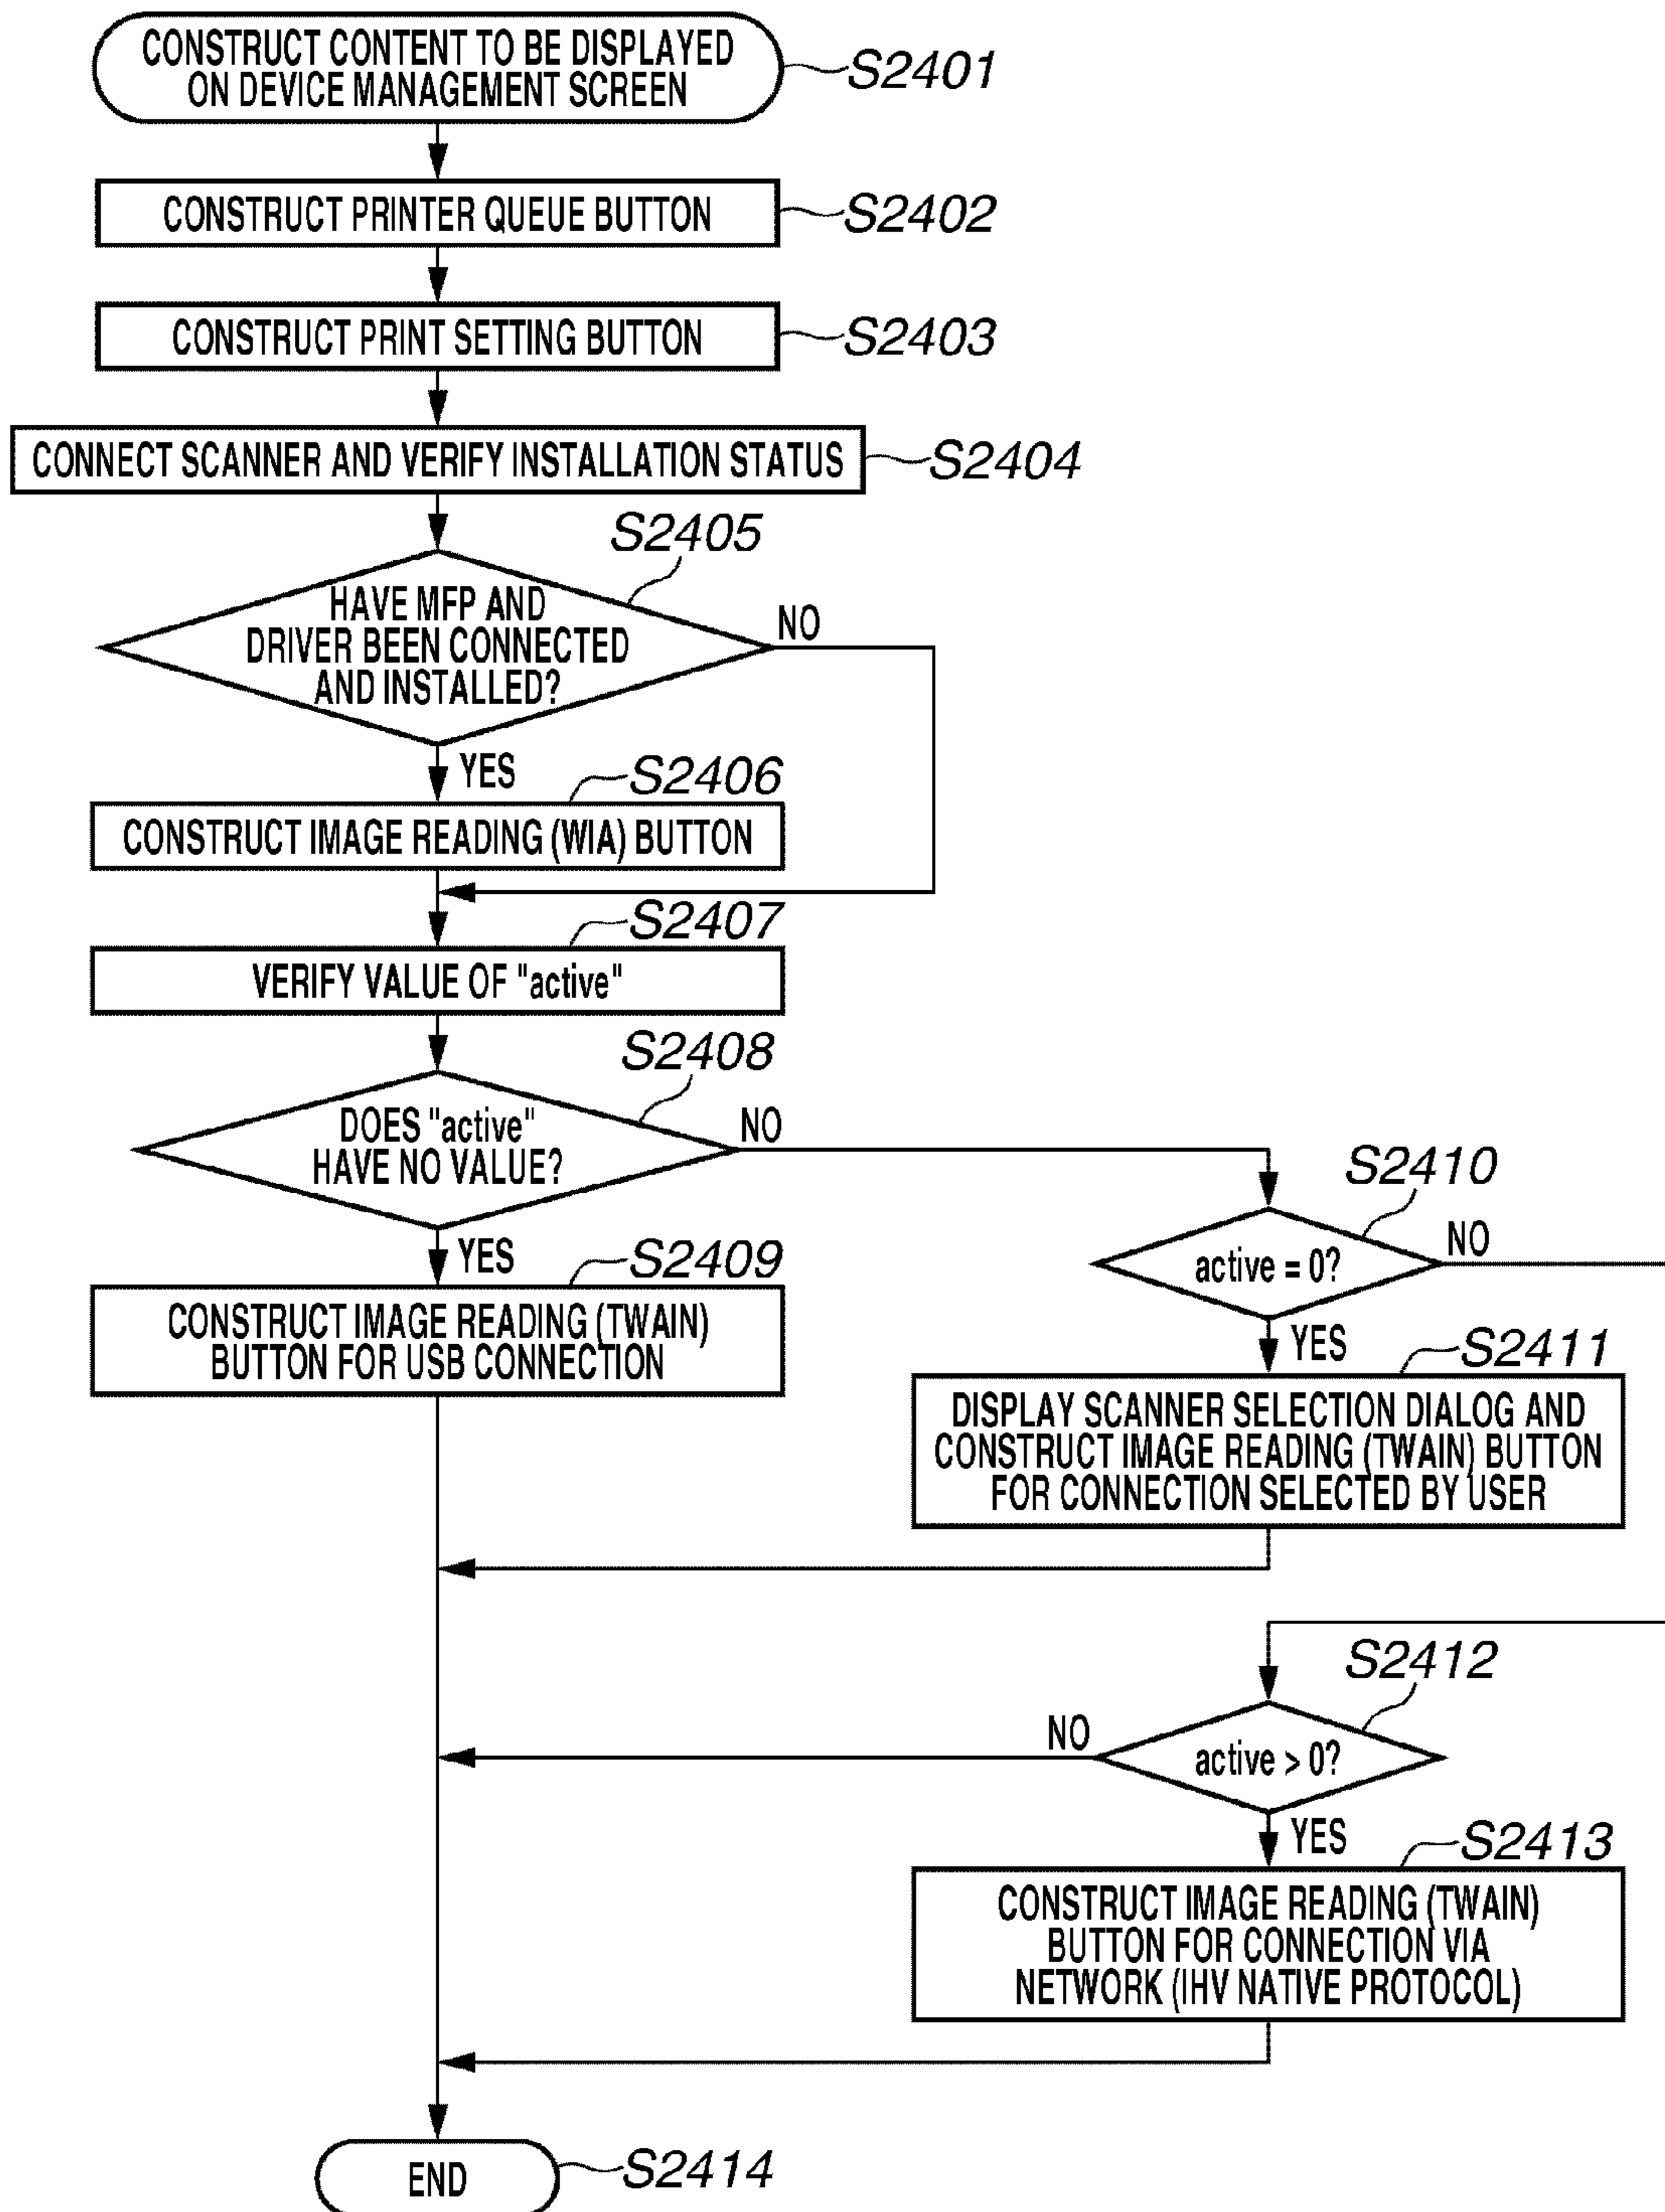 CONSTRUCT CONTENT TO BE DISPLAYED
ON DEVICE MANAGEMENT SCREEN
S2401
CONSTRUCT PRINTER QUEUE BUTTON
S2402
CONSTRUCT PRINT SETTING BUTTON
S2403
CONNECT SCANNER AND VERIFY INSTALLATION STATUS
S2404
S2405
HAVE MFP AND
DRIVER BEEN CONNECTED
AND INSTALLED?
NO
YES
S2406
CONSTRUCT IMAGE READING (WIA) BUTTON
S2407
VERIFY VALUE OF "active"
S2408
DOES "active"
HAVE NO VALUE?
NO
YES
S2409
CONSTRUCT IMAGE READING (TWAIN)
BUTTON FOR USB CONNECTION
S2410
active = 0?
NO
YES
S2411
DISPLAY SCANNER SELECTION DIALOG AND
CONSTRUCT IMAGE READING (TWAIN) BUTTON
FOR CONNECTION SELECTED BY USER
S2412
active > 0?
NO
YES
S2413
CONSTRUCT IMAGE READING (TWAIN)
BUTTON FOR CONNECTION VIA
NETWORK (IHV NATIVE PROTOCOL)
END
S2414